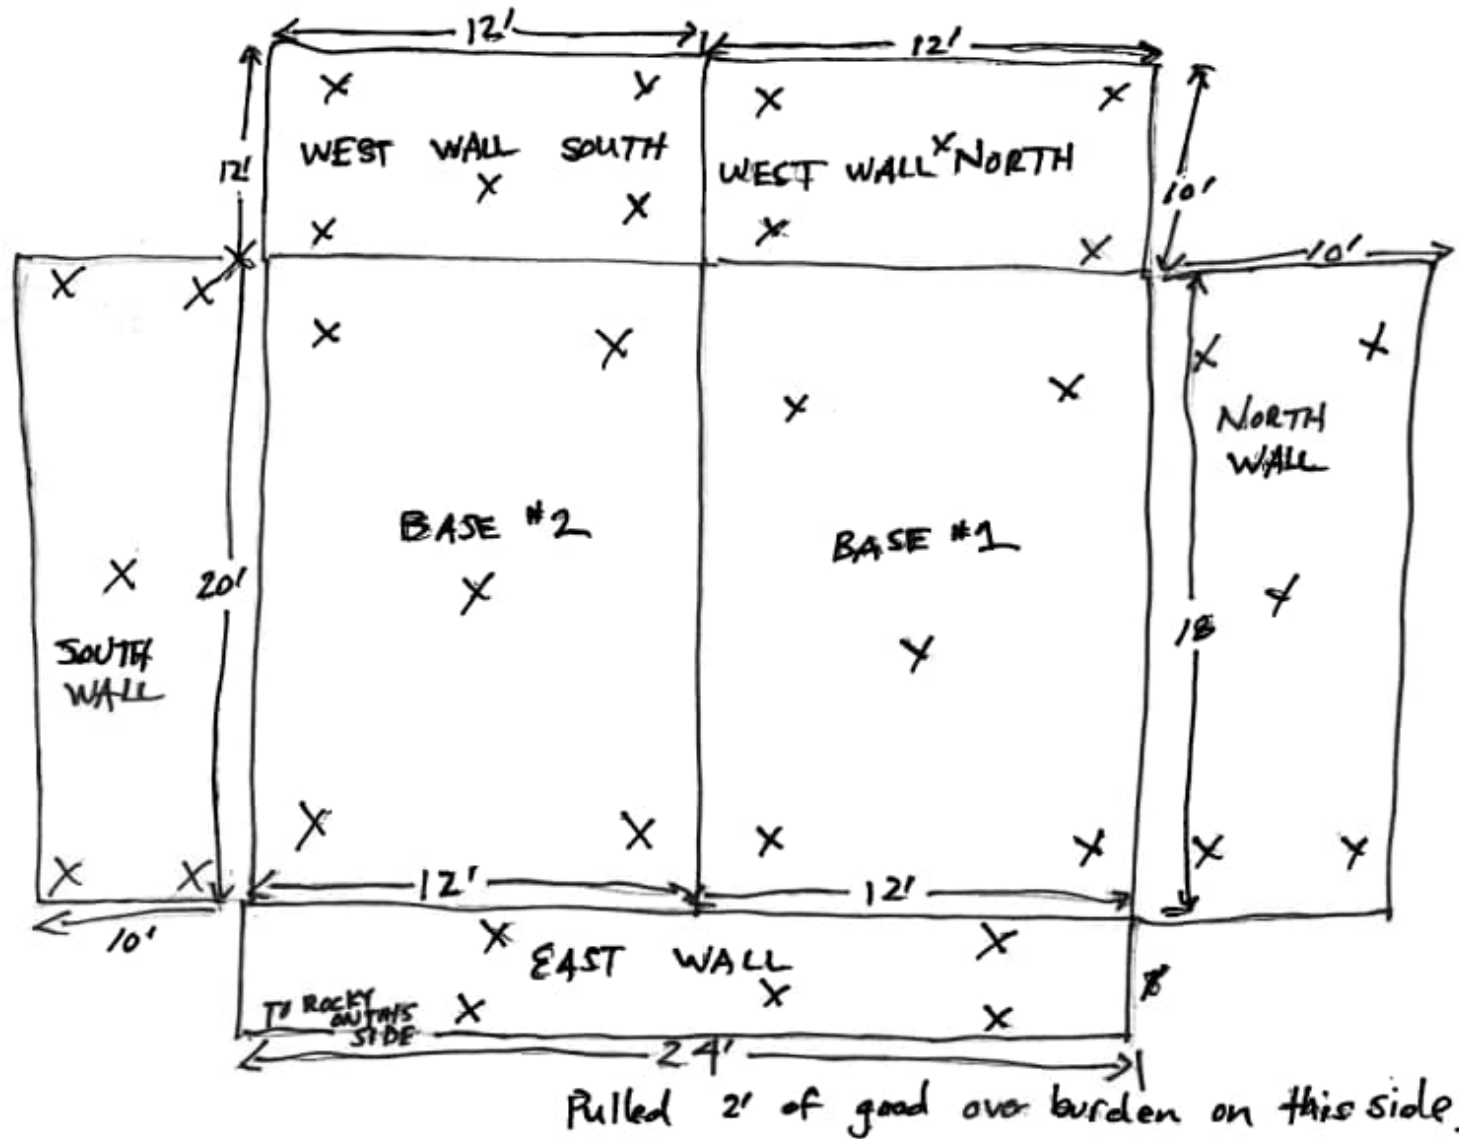 12'
12'
12'
WEST WALL SOUTH
WEST WALL NORTH
10'
10'
NORTH
WALL
BASE #2
BASE #1
20'
18
SOUTH
WALL
12'
12'
10'
EAST WALL
TO ROCKY
ON THIS
SIDE
24'
Pulled 2' of good over burden on this side.